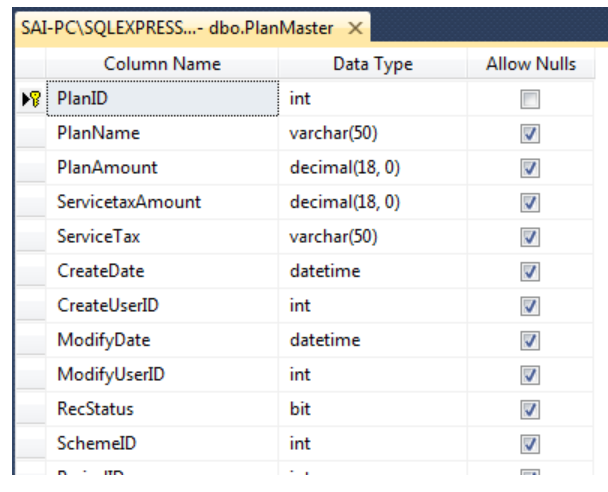 SAI-PC\SQLEXPRESS...- dbo.PlanMaster
Column Name Data Type Allow Nulls
PlanID int
PlanName varchar(50)
PlanAmount decimal(18, 0)
ServicetaxAmount decimal(18, 0)
ServiceTax varchar(50)
CreateDate datetime
CreateUserID int
ModifyDate datetime
ModifyUserID int
RecStatus bit
SchemeID int